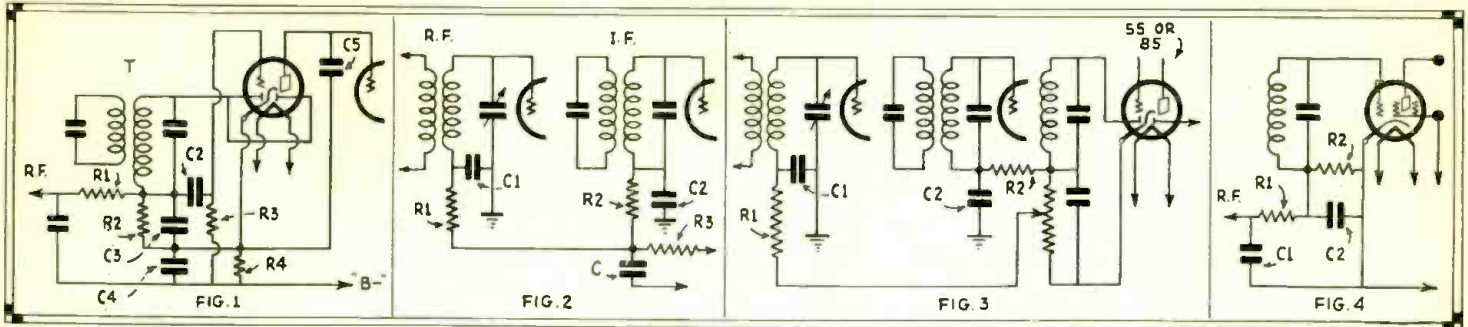 T
C5
C2
R.F.
R1
R2
R3
C3
R4
C4
"B-"
FIG. 1
R.F.
I.F.
C1
C2
R1
R2
R3
C
FIG. 2
55 OR
85
C1
C2
R2
R1
FIG. 3
R2
R1
R.F.
C1
C2
FIG. 4